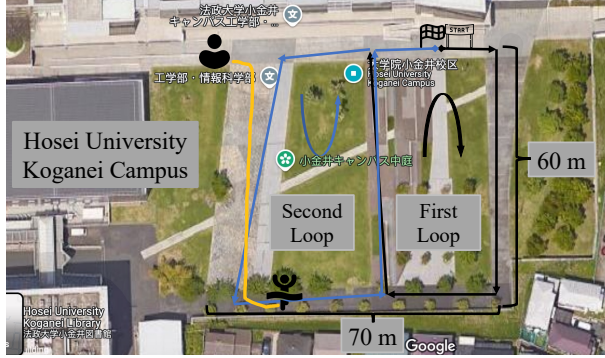 法政大学小金井
キャンパス工学部・...
START
工学部・情報科学部
大学院小金井校区
Hosei University
Koganei Campus
Hosei University
Koganei Campus
小金井キャンパス中庭
60 m
Second
Loop
First
Loop
Hosei University
Koganei Library
法政大学小金井図書館
70 m
Google